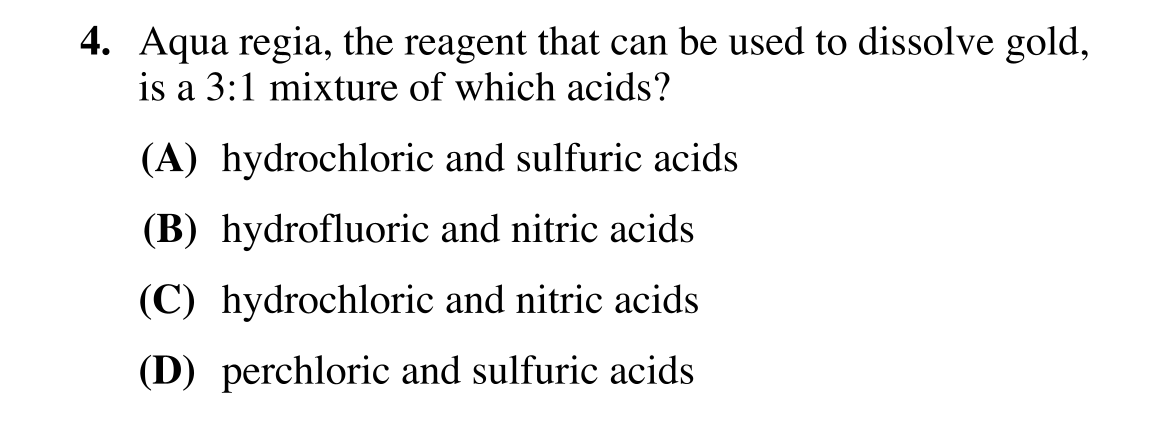 4. Aqua regia, the reagent that can be used to dissolve gold,
is a 3:1 mixture of which acids?
(A) hydrochloric and sulfuric acids
(B) hydrofluoric and nitric acids
(C) hydrochloric and nitric acids
(D) perchloric and sulfuric acids